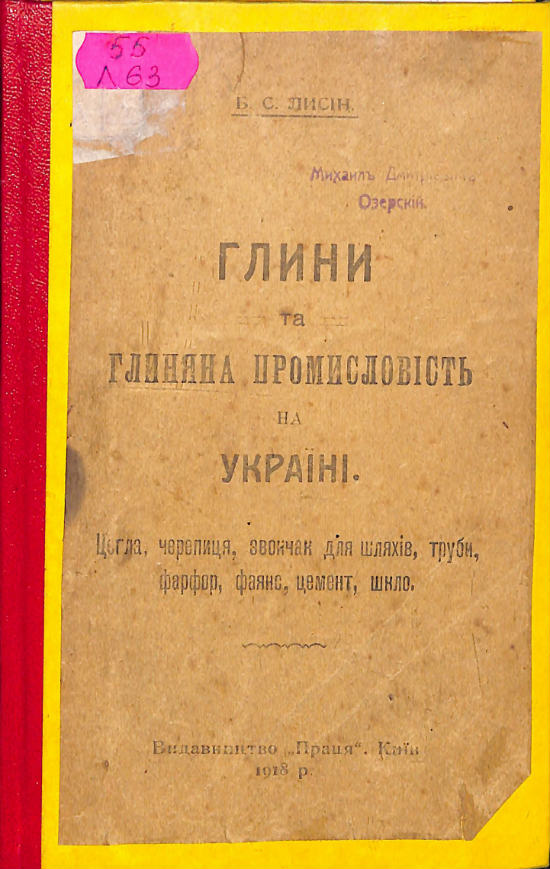 55
Л 63
Б. С. ЛИСІН.
Михаилъ
Озерскій.
ГЛИНИ
та
ГЛИНЯНА ПРОМИСЛОВІСТЬ
НА
УКРАЇНІ.
Цегла, черепиця, звончак для шляхів, труби,
фарфор, фаянс, цемент, шкло.
Видавництво „Праця“. Київ
1918 р.